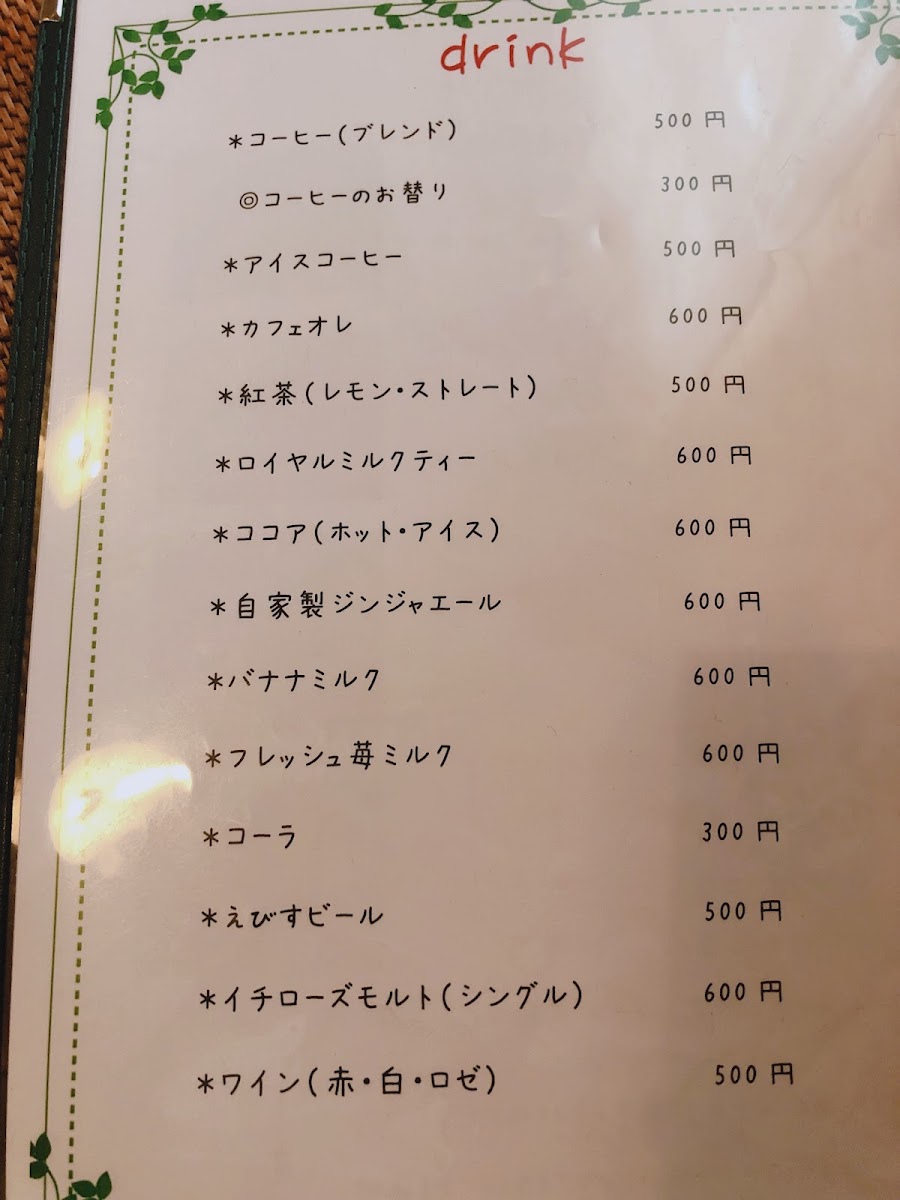 drink
*コーヒー(ブレンド) 500 円
◎コーヒーのお替り 300 円
*アイスコーヒー 500 円
*カフェオレ 600 円
*紅茶(レモン・ストレート) 500 円
*ロイヤルミルクティー 600 円
*ココア(ホット・アイス) 600 円
*自家製ジンジャエール 600 円
*バナナミルク 600 円
*フレッシュ苺ミルク 600 円
*コーラ 300 円
*えびすビール 500 円
*イチローズモルト(シングル) 600 円
*ワイン(赤・白・ロゼ) 500 円